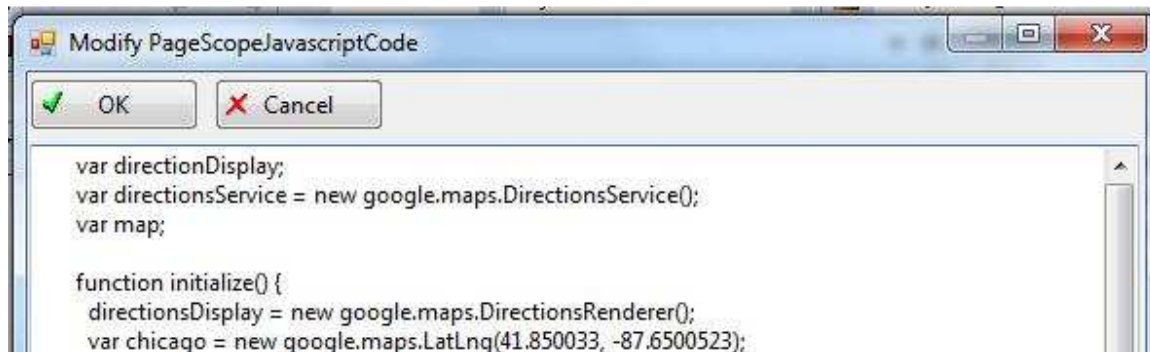 Modify PageScopeJavascriptCode
OK Cancel
var directionDisplay;
var directionsService = new google.maps.DirectionsService();
var map;
function initialize() {
directionsDisplay = new google.maps.DirectionsRenderer();
var chicago = new google.maps.LatLng(41.850033, -87.6500523);